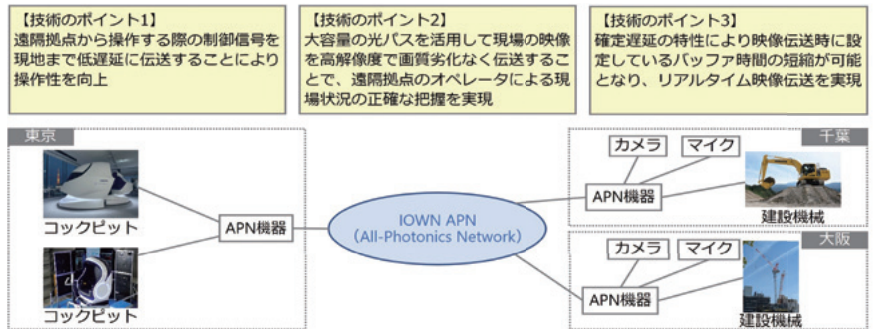 【技術のポイント1】
遠隔拠点から操作する際の制御信号を
現地まで低遅延に伝送することにより
操作性を向上
【技術のポイント2】
大容量の光パスを活用して現場の映像
を高解像度で画質劣化なく伝送するこ
とで、遠隔拠点のオペレータによる現
場状況の正確な把握を実現
【技術のポイント3】
確定遅延の特性により映像伝送時に設
定しているバッファ時間の短縮が可能
となり、リアルタイム映像伝送を実現
東京
コックピット
コックピット
APN機器
IOWN APN
(All-Photonics Network)
千葉
カメラ
マイク
APN機器
建設機械
大阪
カメラ
マイク
APN機器
建設機械